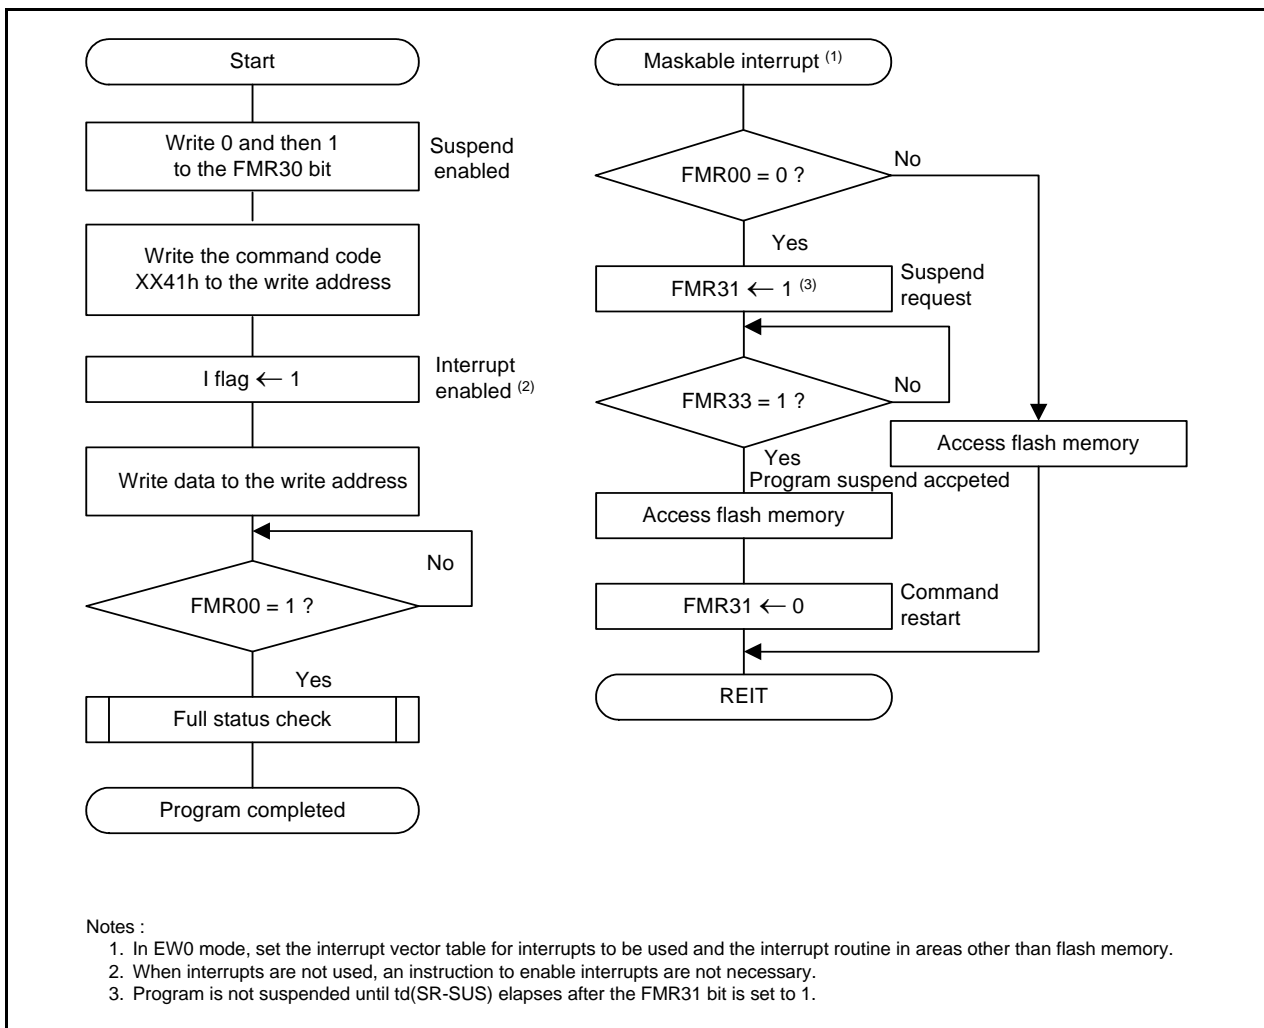 Start
Write 0 and then 1
to the FMR30 bit
Suspend
enabled
Write the command code
XX41h to the write address
I flag ← 1
Interrupt
enabled (2)
Write data to the write address
No
FMR00 = 1 ?
Yes
Full status check
Program completed
Maskable interrupt (1)
No
FMR00 = 0 ?
Yes
FMR31 ← 1 (3)
Suspend
request
No
FMR33 = 1 ?
Yes
Program suspend accpeted
Access flash memory
Access flash memory
FMR31 ← 0
Command
restart
REIT
Notes :
1. In EW0 mode, set the interrupt vector table for interrupts to be used and the interrupt routine in areas other than flash memory.
2. When interrupts are not used, an instruction to enable interrupts are not necessary.
3. Program is not suspended until td(SR-SUS) elapses after the FMR31 bit is set to 1.